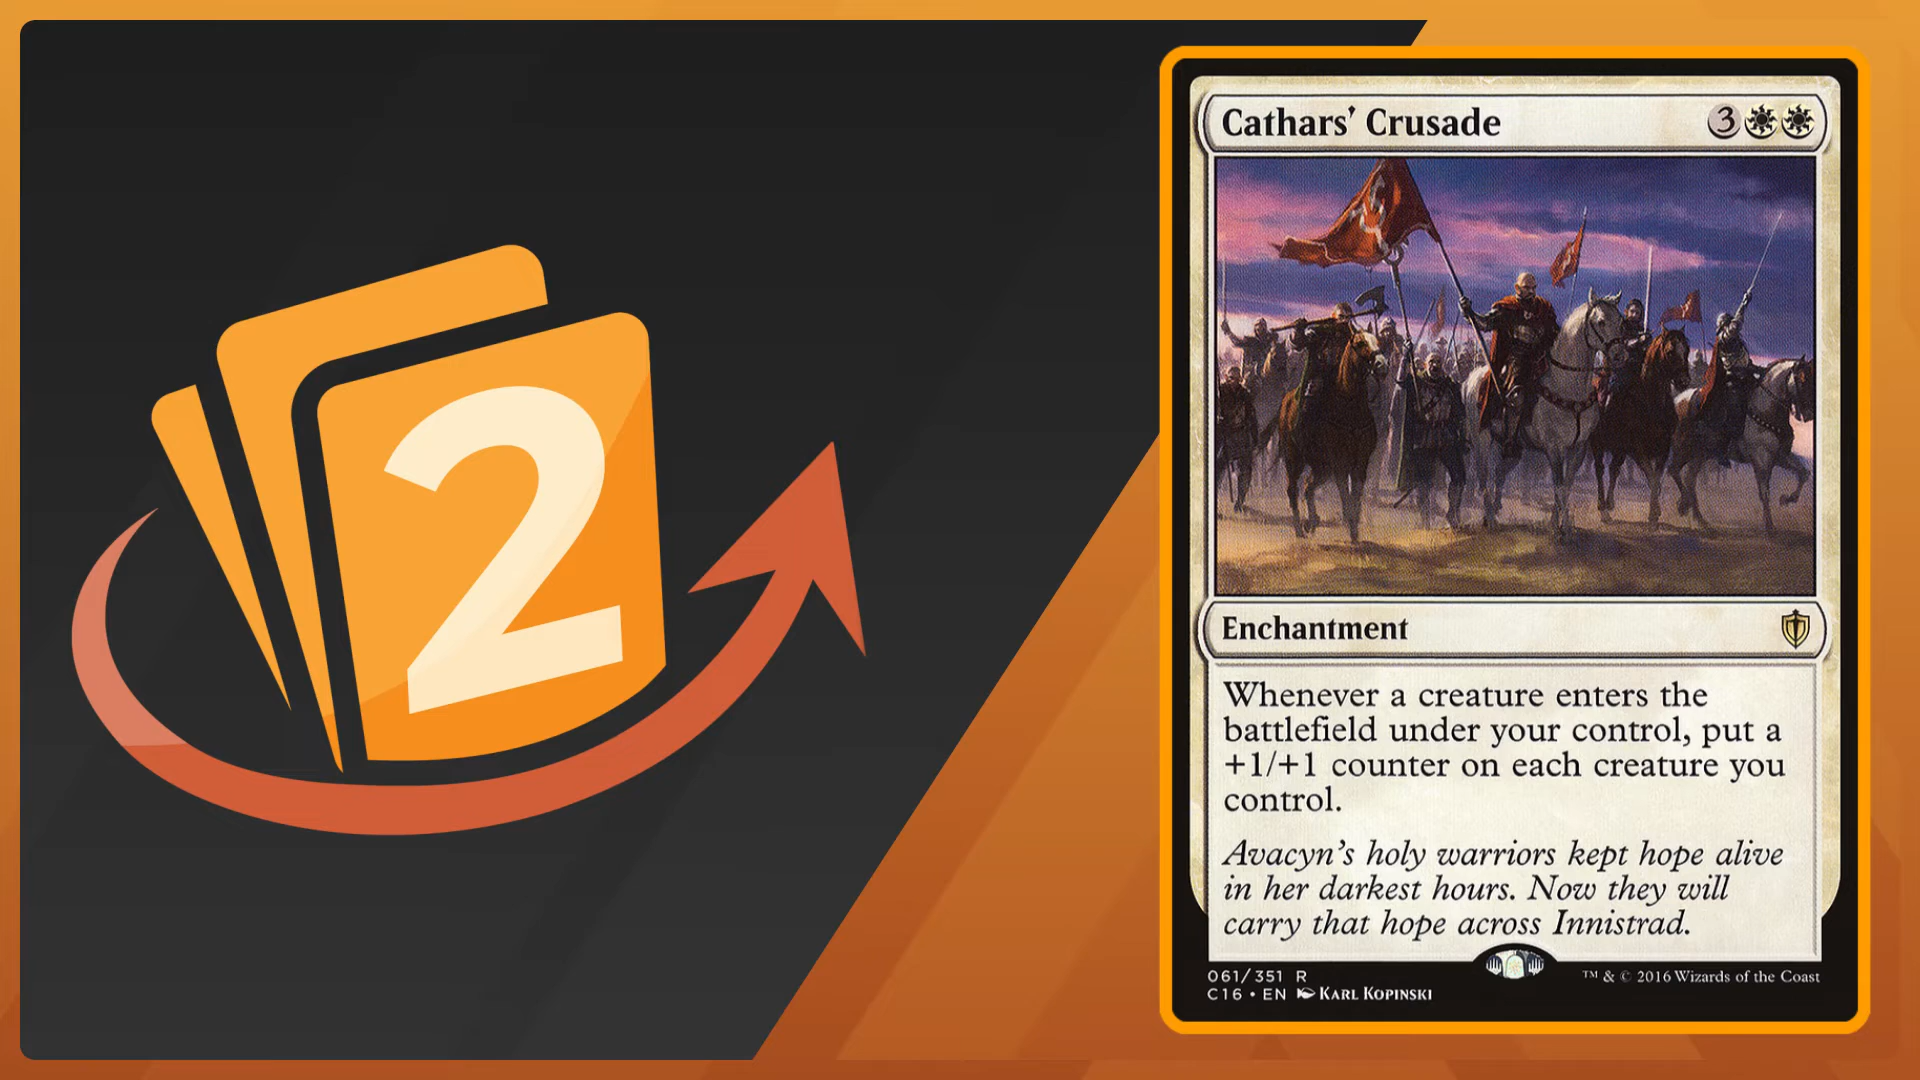 2
Cathars' Crusade
3
Enchantment
Whenever a creature enters the
battlefield under your control, put a
+1/+1 counter on each creature you
control.
Avacyn's holy warriors kept hope alive
in her darkest hours. Now they will
carry that hope across Innistrad.
061/351 R
™ & © 2016 Wizards of the Coast
C16 • EN Karl Kopinski